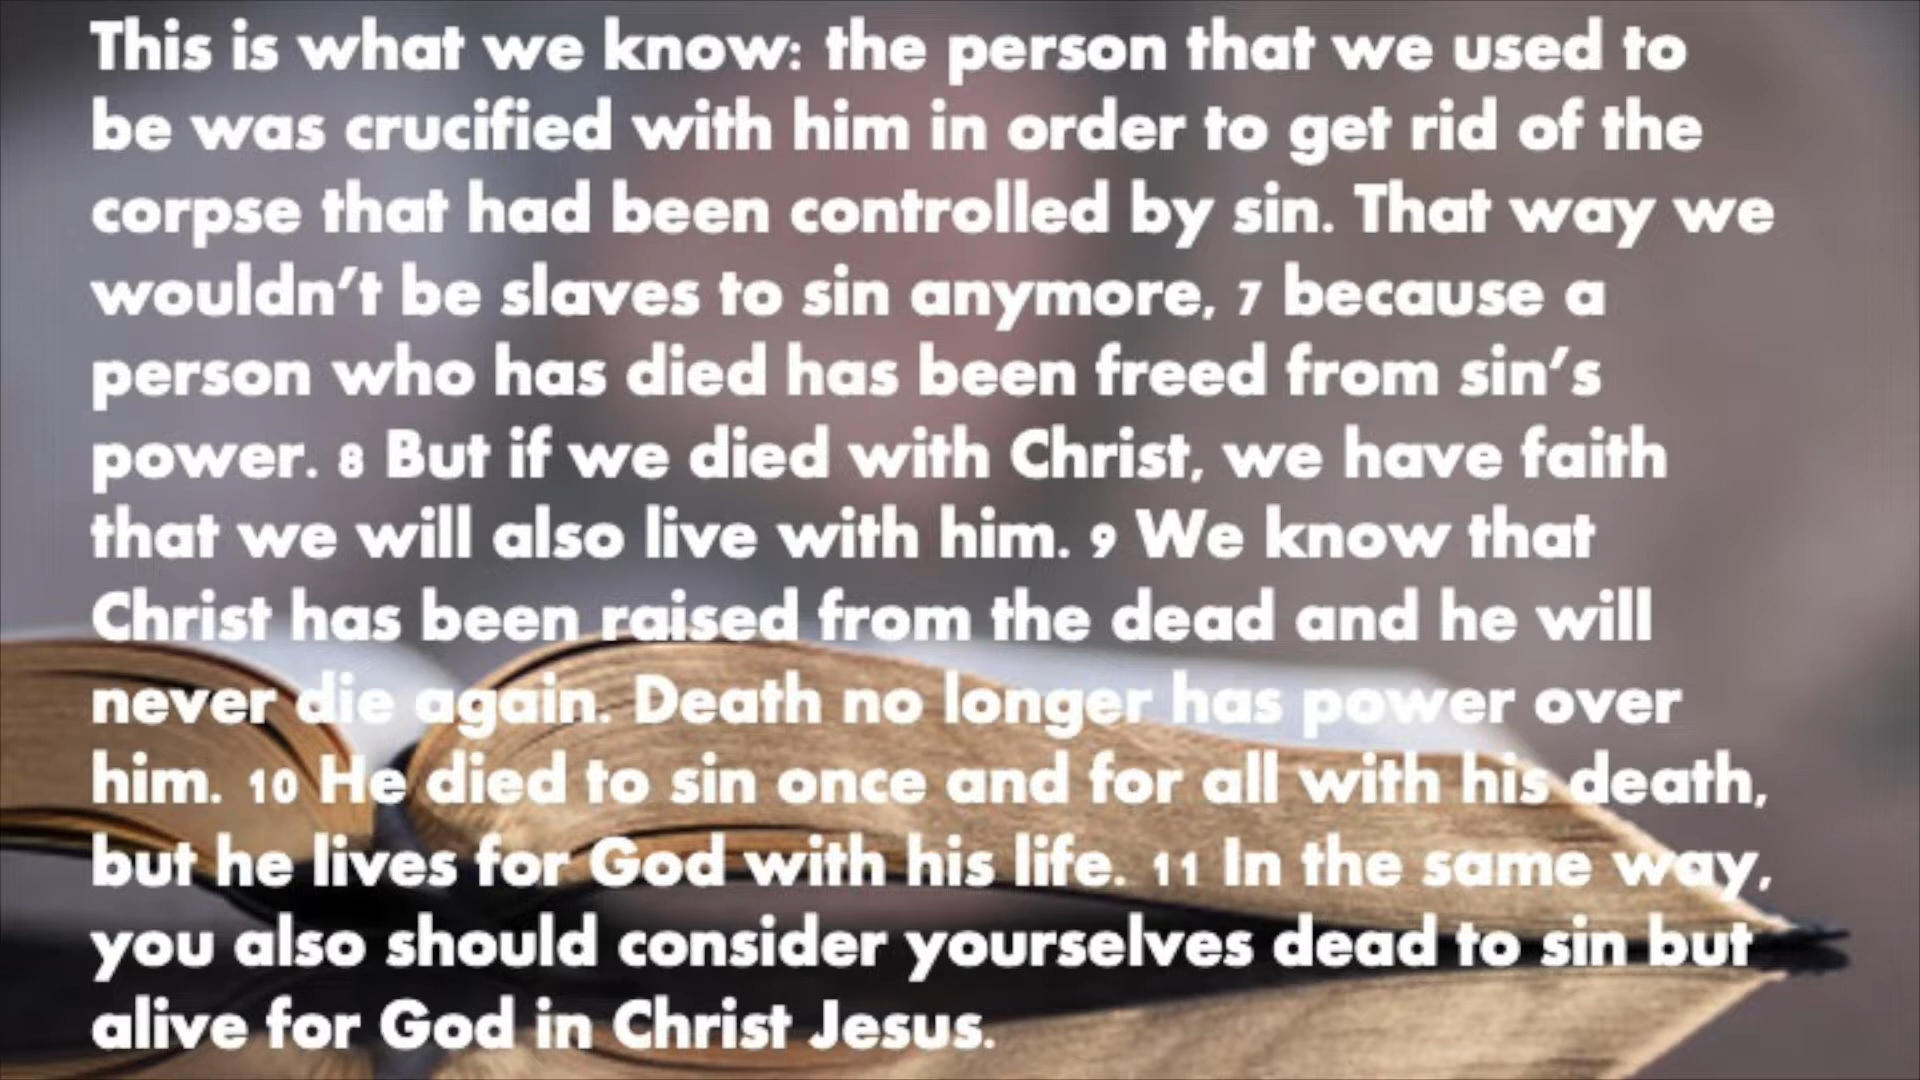 This is what we know: the person that we used to
be was crucified with him in order to get rid of the
corpse that had been controlled by sin. That way we
wouldn’t be slaves to sin anymore, 7 because a
person who has died has been freed from sin’s
power. 8 But if we died with Christ, we have faith
that we will also live with him. 9 We know that
Christ has been raised from the dead and he will
never die again. Death no longer has power over
him. 10 He died to sin once and for all with his death,
but he lives for God with his life. 11 In the same way,
you also should consider yourselves dead to sin but
alive for God in Christ Jesus.